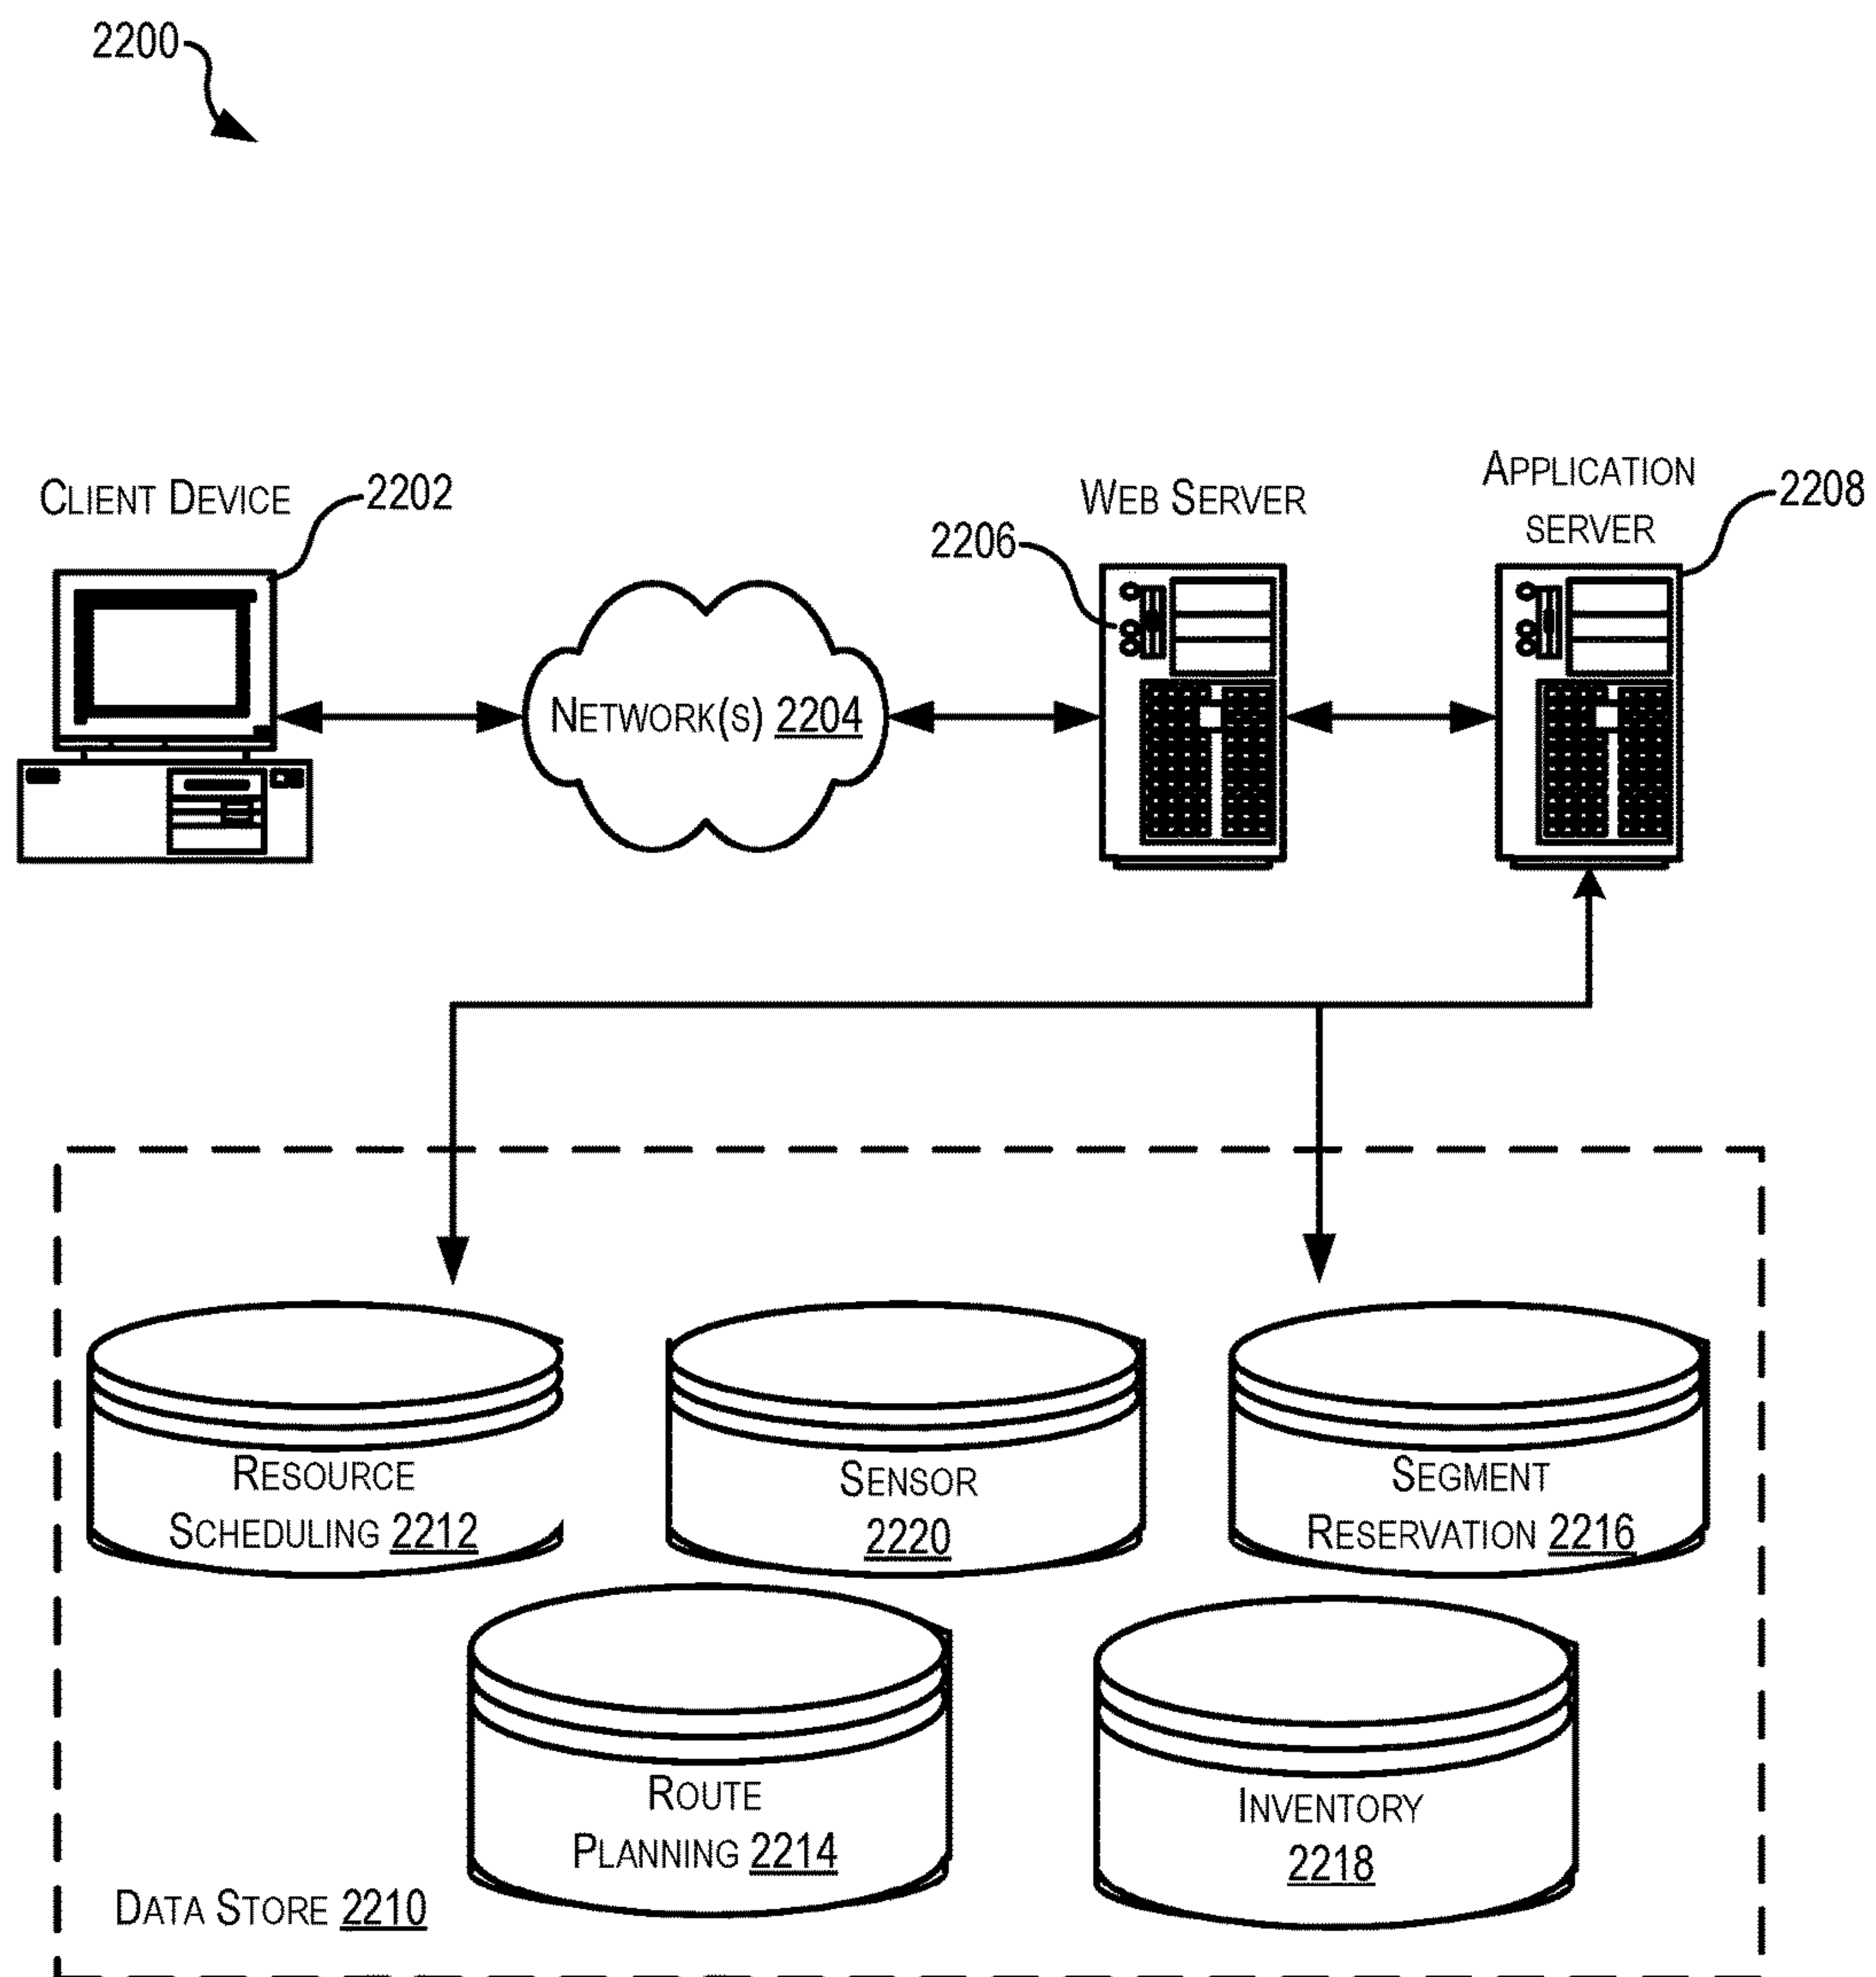 2200
CLIENT DEVICE
2202
WEB SERVER
2206
APPLICATION
SERVER
2208
NETWORK(S) 2204
RESOURCE
SCHEDULING 2212
SENSOR
2220
SEGMENT
RESERVATION 2216
ROUTE
PLANNING 2214
INVENTORY
2218
DATA STORE 2210